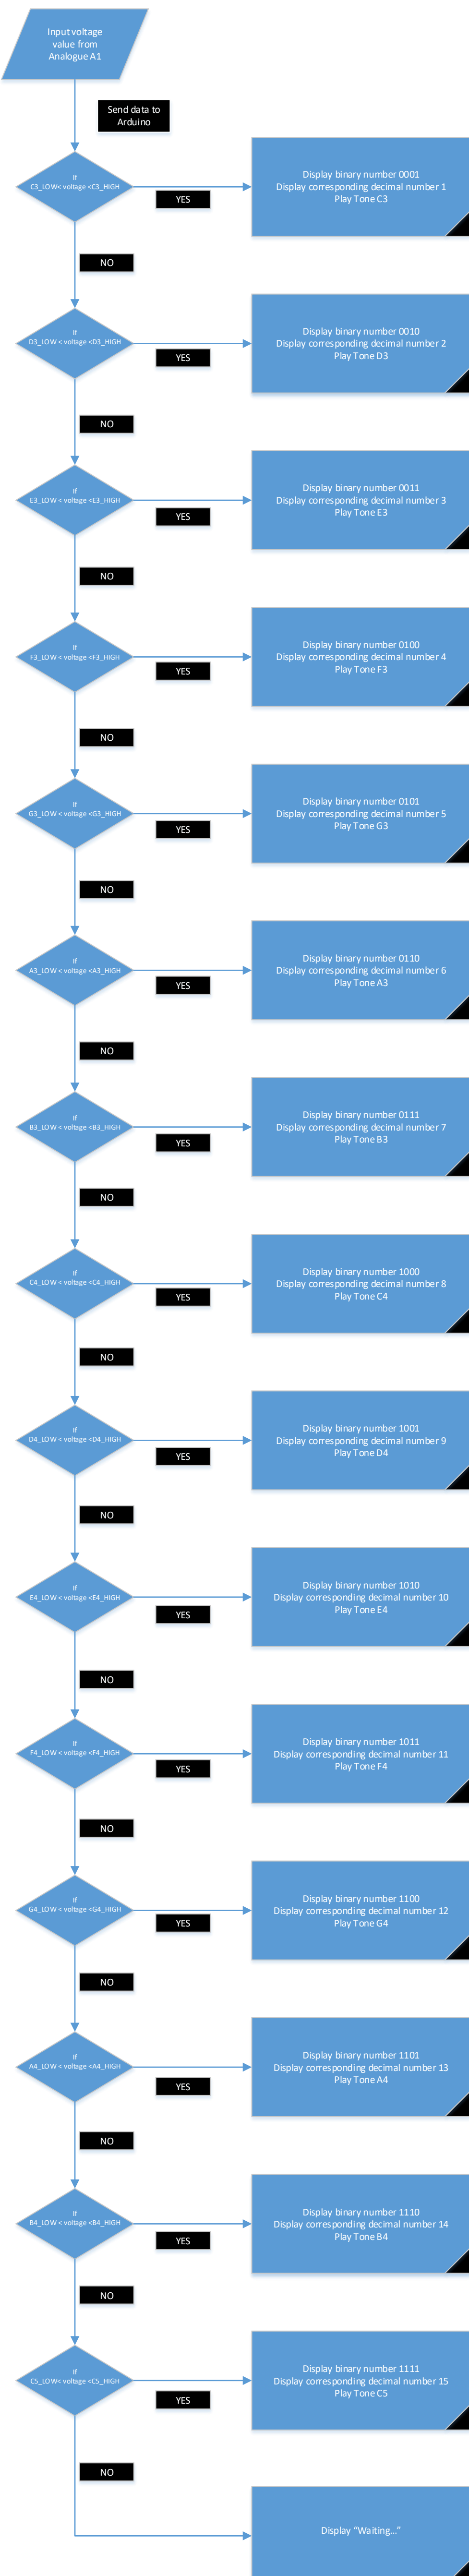 Input voltage
value from
Analogue A1
Send data to
Arduino
If
C3_LOW< voltage <C3_HIGH
YES
Display binary number 0001
Display corresponding decimal number 1
Play Tone C3
NO
If
D3_LOW < voltage <D3_HIGH
YES
Display binary number 0010
Display corresponding decimal number 2
Play Tone D3
NO
If
E3_LOW < voltage <E3_HIGH
YES
Display binary number 0011
Display corresponding decimal number 3
Play Tone E3
NO
If
F3_LOW < voltage <F3_HIGH
YES
Display binary number 0100
Display corresponding decimal number 4
Play Tone F3
NO
If
G3_LOW < voltage <G3_HIGH
YES
Display binary number 0101
Display corresponding decimal number 5
Play Tone G3
NO
If
A3_LOW < voltage <A3_HIGH
YES
Display binary number 0110
Display corresponding decimal number 6
Play Tone A3
NO
If
B3_LOW < voltage <B3_HIGH
YES
Display binary number 0111
Display corresponding decimal number 7
Play Tone B3
NO
If
C4_LOW < voltage <C4_HIGH
YES
Display binary number 1000
Display corresponding decimal number 8
Play Tone C4
NO
If
D4_LOW < voltage <D4_HIGH
YES
Display binary number 1001
Display corresponding decimal number 9
Play Tone D4
NO
If
E4_LOW < voltage <E4_HIGH
YES
Display binary number 1010
Display corresponding decimal number 10
Play Tone E4
NO
If
F4_LOW < voltage <F4_HIGH
YES
Display binary number 1011
Display corresponding decimal number 11
Play Tone F4
NO
If
G4_LOW < voltage <G4_HIGH
YES
Display binary number 1100
Display corresponding decimal number 12
Play Tone G4
NO
If
A4_LOW < voltage <A4_HIGH
YES
Display binary number 1101
Display corresponding decimal number 13
Play Tone A4
NO
If
B4_LOW < voltage <B4_HIGH
YES
Display binary number 1110
Display corresponding decimal number 14
Play Tone B4
NO
If
C5_LOW< voltage <C5_HIGH
YES
Display binary number 1111
Display corresponding decimal number 15
Play Tone C5
NO
Display “Waiting...”